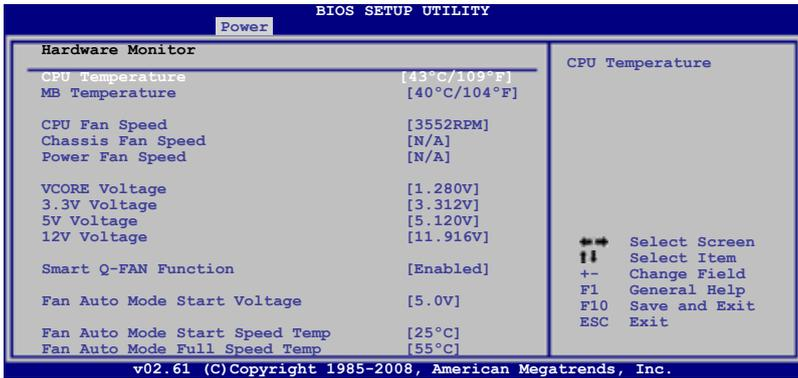 BIOS SETUP UTILITY
Power
Hardware Monitor
CPU Temperature [43°C/109°F]
MB Temperature [40°C/104°F]
CPU Fan Speed [3552RPM]
Chassis Fan Speed [N/A]
Power Fan Speed [N/A]
VCORE Voltage [1.280V]
3.3V Voltage [3.312V]
5V Voltage [5.120V]
12V Voltage [11.916V]
Smart Q-FAN Function [Enabled]
Fan Auto Mode Start Voltage [5.0V]
Fan Auto Mode Start Speed Temp [25°C]
Fan Auto Mode Full Speed Temp [55°C]
CPU Temperature
←→ Select Screen
↑↓ Select Item
+- Change Field
F1 General Help
F10 Save and Exit
ESC Exit
v02.61 (C)Copyright 1985-2008, American Megatrends, Inc.